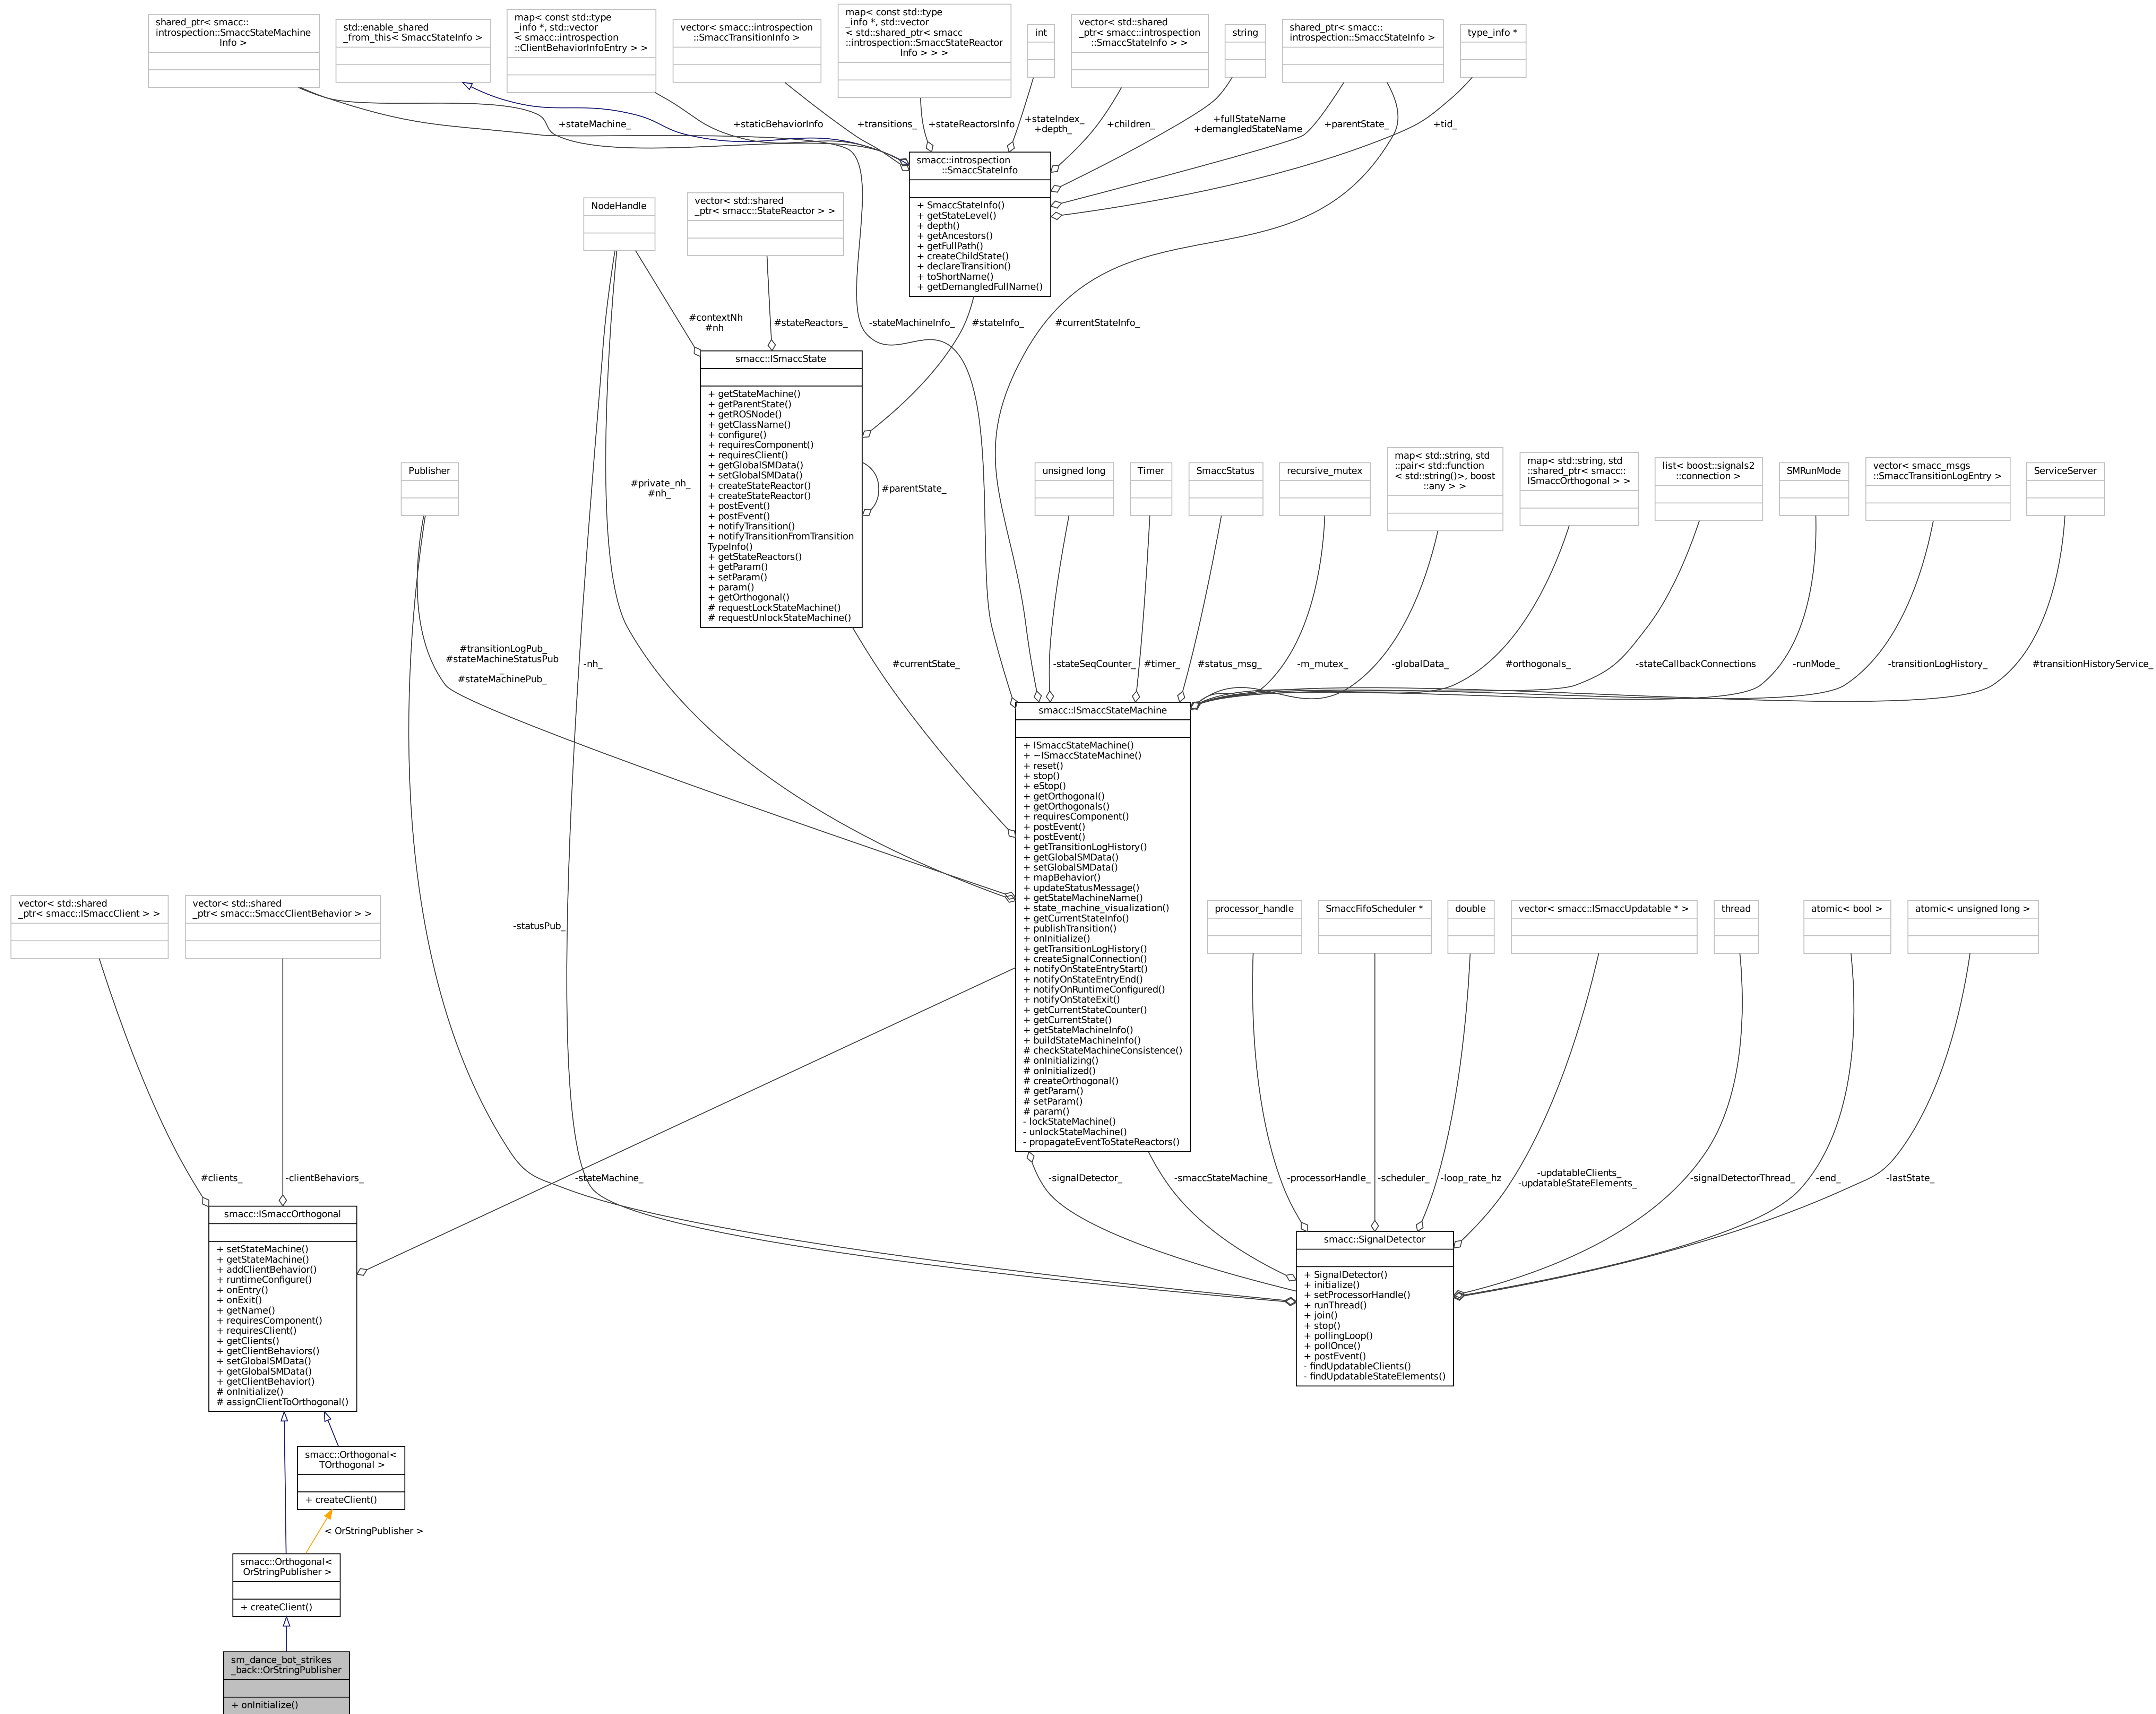 shared_ptr< smacc::
introspection::SmaccStateMachine
Info >
std::enable_shared
_from_this< SmaccStateInfo >
map< const std::type
_info *, std::vector
< smacc::introspection
::ClientBehaviorInfoEntry > >
vector< smacc::introspection
::SmaccTransitionInfo >
map< const std::type
_info *, std::vector
< std::shared_ptr< smacc
::introspection::SmaccStateReactor
Info > > >
int
vector< std::shared
_ptr< smacc::introspection
::SmaccStateInfo > >
string
shared_ptr< smacc::
introspection::SmaccStateInfo >
type_info *
+stateMachine_
+staticBehaviorInfo
+transitions_
+stateReactorsInfo
+stateIndex_
+depth_
+children_
+fullStateName
+demangledStateName
+parentState_
+tid_
smacc::introspection
::SmaccStateInfo
+ SmaccStateInfo()
+ getStateLevel()
+ depth()
+ getAncestors()
+ getFullPath()
+ createChildState()
+ declareTransition()
+ toShortName()
+ getDemangledFullName()
NodeHandle
vector< std::shared
_ptr< smacc::StateReactor > >
#contextNh
#nh
#stateReactors_
-stateMachineInfo_
#stateInfo_
#currentStateInfo_
smacc::ISmaccState
+ getStateMachine()
+ getParentState()
+ getROSNode()
+ getClassName()
+ configure()
+ requiresComponent()
+ requiresClient()
+ getGlobalSMData()
+ setGlobalSMData()
+ createStateReactor()
+ createStateReactor()
+ postEvent()
+ postEvent()
+ notifyTransition()
+ notifyTransitionFromTransition
TypeInfo()
+ getStateReactors()
+ getParam()
+ setParam()
+ param()
+ getOrthogonal()
# requestLockStateMachine()
# requestUnlockStateMachine()
#parentState_
Publisher
#private_nh_
#nh_
unsigned long
Timer
SmaccStatus
recursive_mutex
map< std::string, std
::pair< std::function
< std::string()>, boost
::any > >
map< std::string, std
::shared_ptr< smacc::
ISmaccOrthogonal > >
list< boost::signals2
::connection >
SMRunMode
vector< smacc_msgs
::SmaccTransitionLogEntry >
ServiceServer
#transitionLogPub_
#stateMachineStatusPub
_
#stateMachinePub_
-nh_
#currentState_
-stateSeqCounter_
#timer_
#status_msg_
-m_mutex_
-globalData_
#orthogonals_
-stateCallbackConnections
-runMode_
-transitionLogHistory_
#transitionHistoryService_
smacc::ISmaccStateMachine
+ ISmaccStateMachine()
+ ~ISmaccStateMachine()
+ reset()
+ stop()
+ eStop()
+ getOrthogonal()
+ getOrthogonals()
+ requiresComponent()
+ postEvent()
+ postEvent()
+ getTransitionLogHistory()
+ getGlobalSMData()
+ setGlobalSMData()
+ mapBehavior()
+ updateStatusMessage()
+ getStateMachineName()
+ state_machine_visualization()
+ getCurrentStateInfo()
+ publishTransition()
+ onInitialize()
+ getTransitionLogHistory()
+ createSignalConnection()
+ notifyOnStateEntryStart()
+ notifyOnStateEntryEnd()
+ notifyOnRuntimeConfigured()
+ notifyOnStateExit()
+ getCurrentStateCounter()
+ getCurrentState()
+ getStateMachineInfo()
+ buildStateMachineInfo()
# checkStateMachineConsistence()
# onInitializing()
# onInitialized()
# createOrthogonal()
# getParam()
# setParam()
# param()
- lockStateMachine()
- unlockStateMachine()
- propagateEventToStateReactors()
vector< std::shared
_ptr< smacc::ISmaccClient > >
vector< std::shared
_ptr< smacc::SmaccClientBehavior > >
-statusPub_
processor_handle
SmaccFifoScheduler *
double
vector< smacc::ISmaccUpdatable * >
thread
atomic< bool >
atomic< unsigned long >
#clients_
-clientBehaviors_
-stateMachine_
-signalDetector_
-smaccStateMachine_
-processorHandle_
-scheduler_
-loop_rate_hz
-updatableClients_
-updatableStateElements_
-signalDetectorThread_
-end_
-lastState_
smacc::ISmaccOrthogonal
+ setStateMachine()
+ getStateMachine()
+ addClientBehavior()
+ runtimeConfigure()
+ onEntry()
+ onExit()
+ getName()
+ requiresComponent()
+ requiresClient()
+ getClients()
+ getClientBehaviors()
+ setGlobalSMData()
+ getGlobalSMData()
+ getClientBehavior()
# onInitialize()
# assignClientToOrthogonal()
smacc::SignalDetector
+ SignalDetector()
+ initialize()
+ setProcessorHandle()
+ runThread()
+ join()
+ stop()
+ pollingLoop()
+ pollOnce()
+ postEvent()
- findUpdatableClients()
- findUpdatableStateElements()
smacc::Orthogonal<
TOrthogonal >
+ createClient()
< OrStringPublisher >
smacc::Orthogonal<
OrStringPublisher >
+ createClient()
sm_dance_bot_strikes
_back::OrStringPublisher
+ onInitialize()